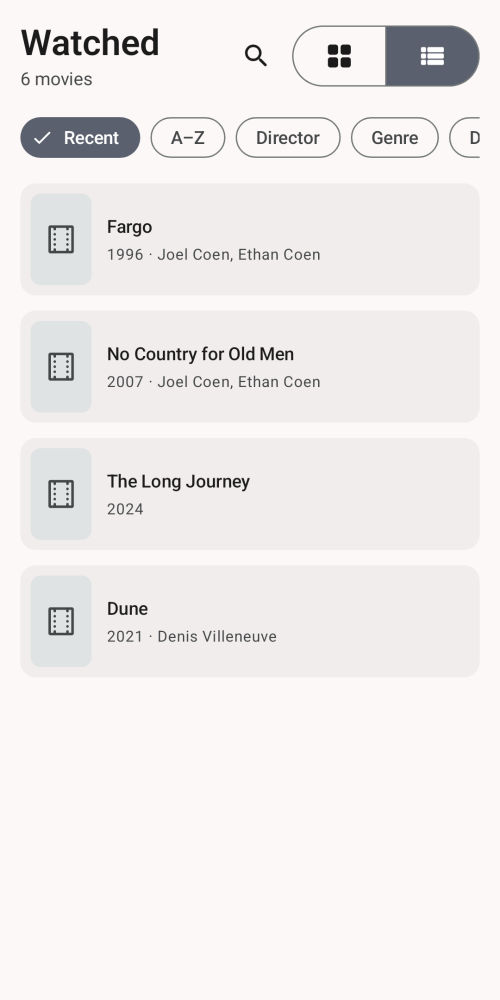 Watched
6 movies
Recent
A–Z
Director
Genre
D
Fargo
1996 · Joel Coen, Ethan Coen
No Country for Old Men
2007 · Joel Coen, Ethan Coen
The Long Journey
2024
Dune
2021 · Denis Villeneuve